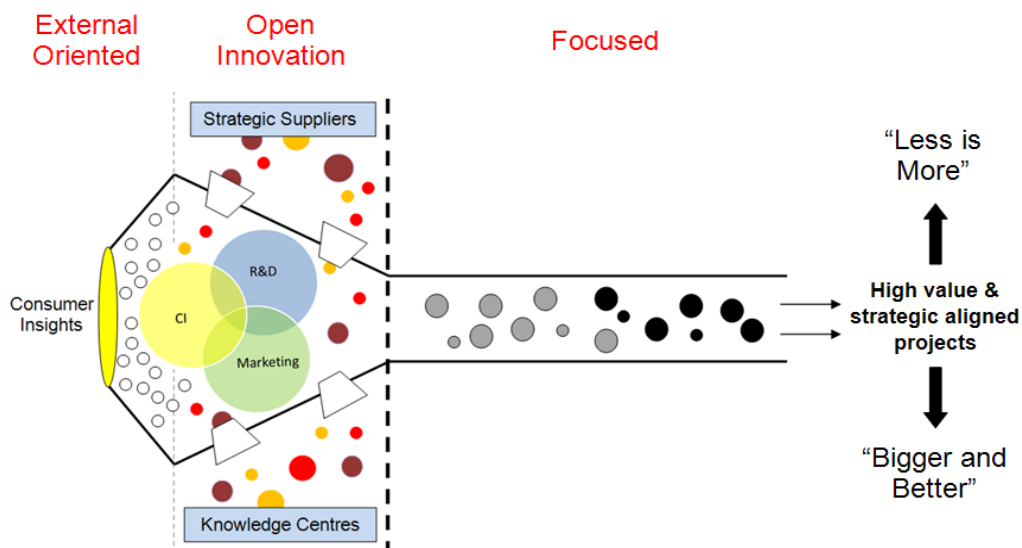 External
Oriented
Open
Innovation
Focused
Strategic Suppliers
Consumer
Insights
CI
R&D
Marketing
Knowledge Centres
“Less is
More”
High value &
strategic aligned
projects
“Bigger and
Better”